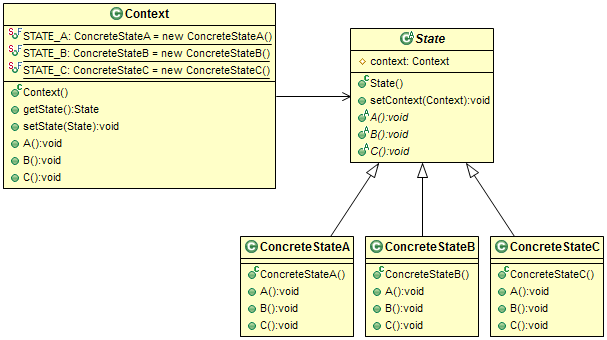 Context
STATE_A: ConcreteStateA = new ConcreteStateA()
STATE_B: ConcreteStateB = new ConcreteStateB()
STATE_C: ConcreteStateC = new ConcreteStateC()
Context()
getState():State
setState(State):void
A():void
B():void
C():void
State
context: Context
State()
setContext(Context):void
A():void
B():void
C():void
ConcreteStateA
ConcreteStateA()
A():void
B():void
C():void
ConcreteStateB
ConcreteStateB()
A():void
B():void
C():void
ConcreteStateC
ConcreteStateC()
A():void
B():void
C():void